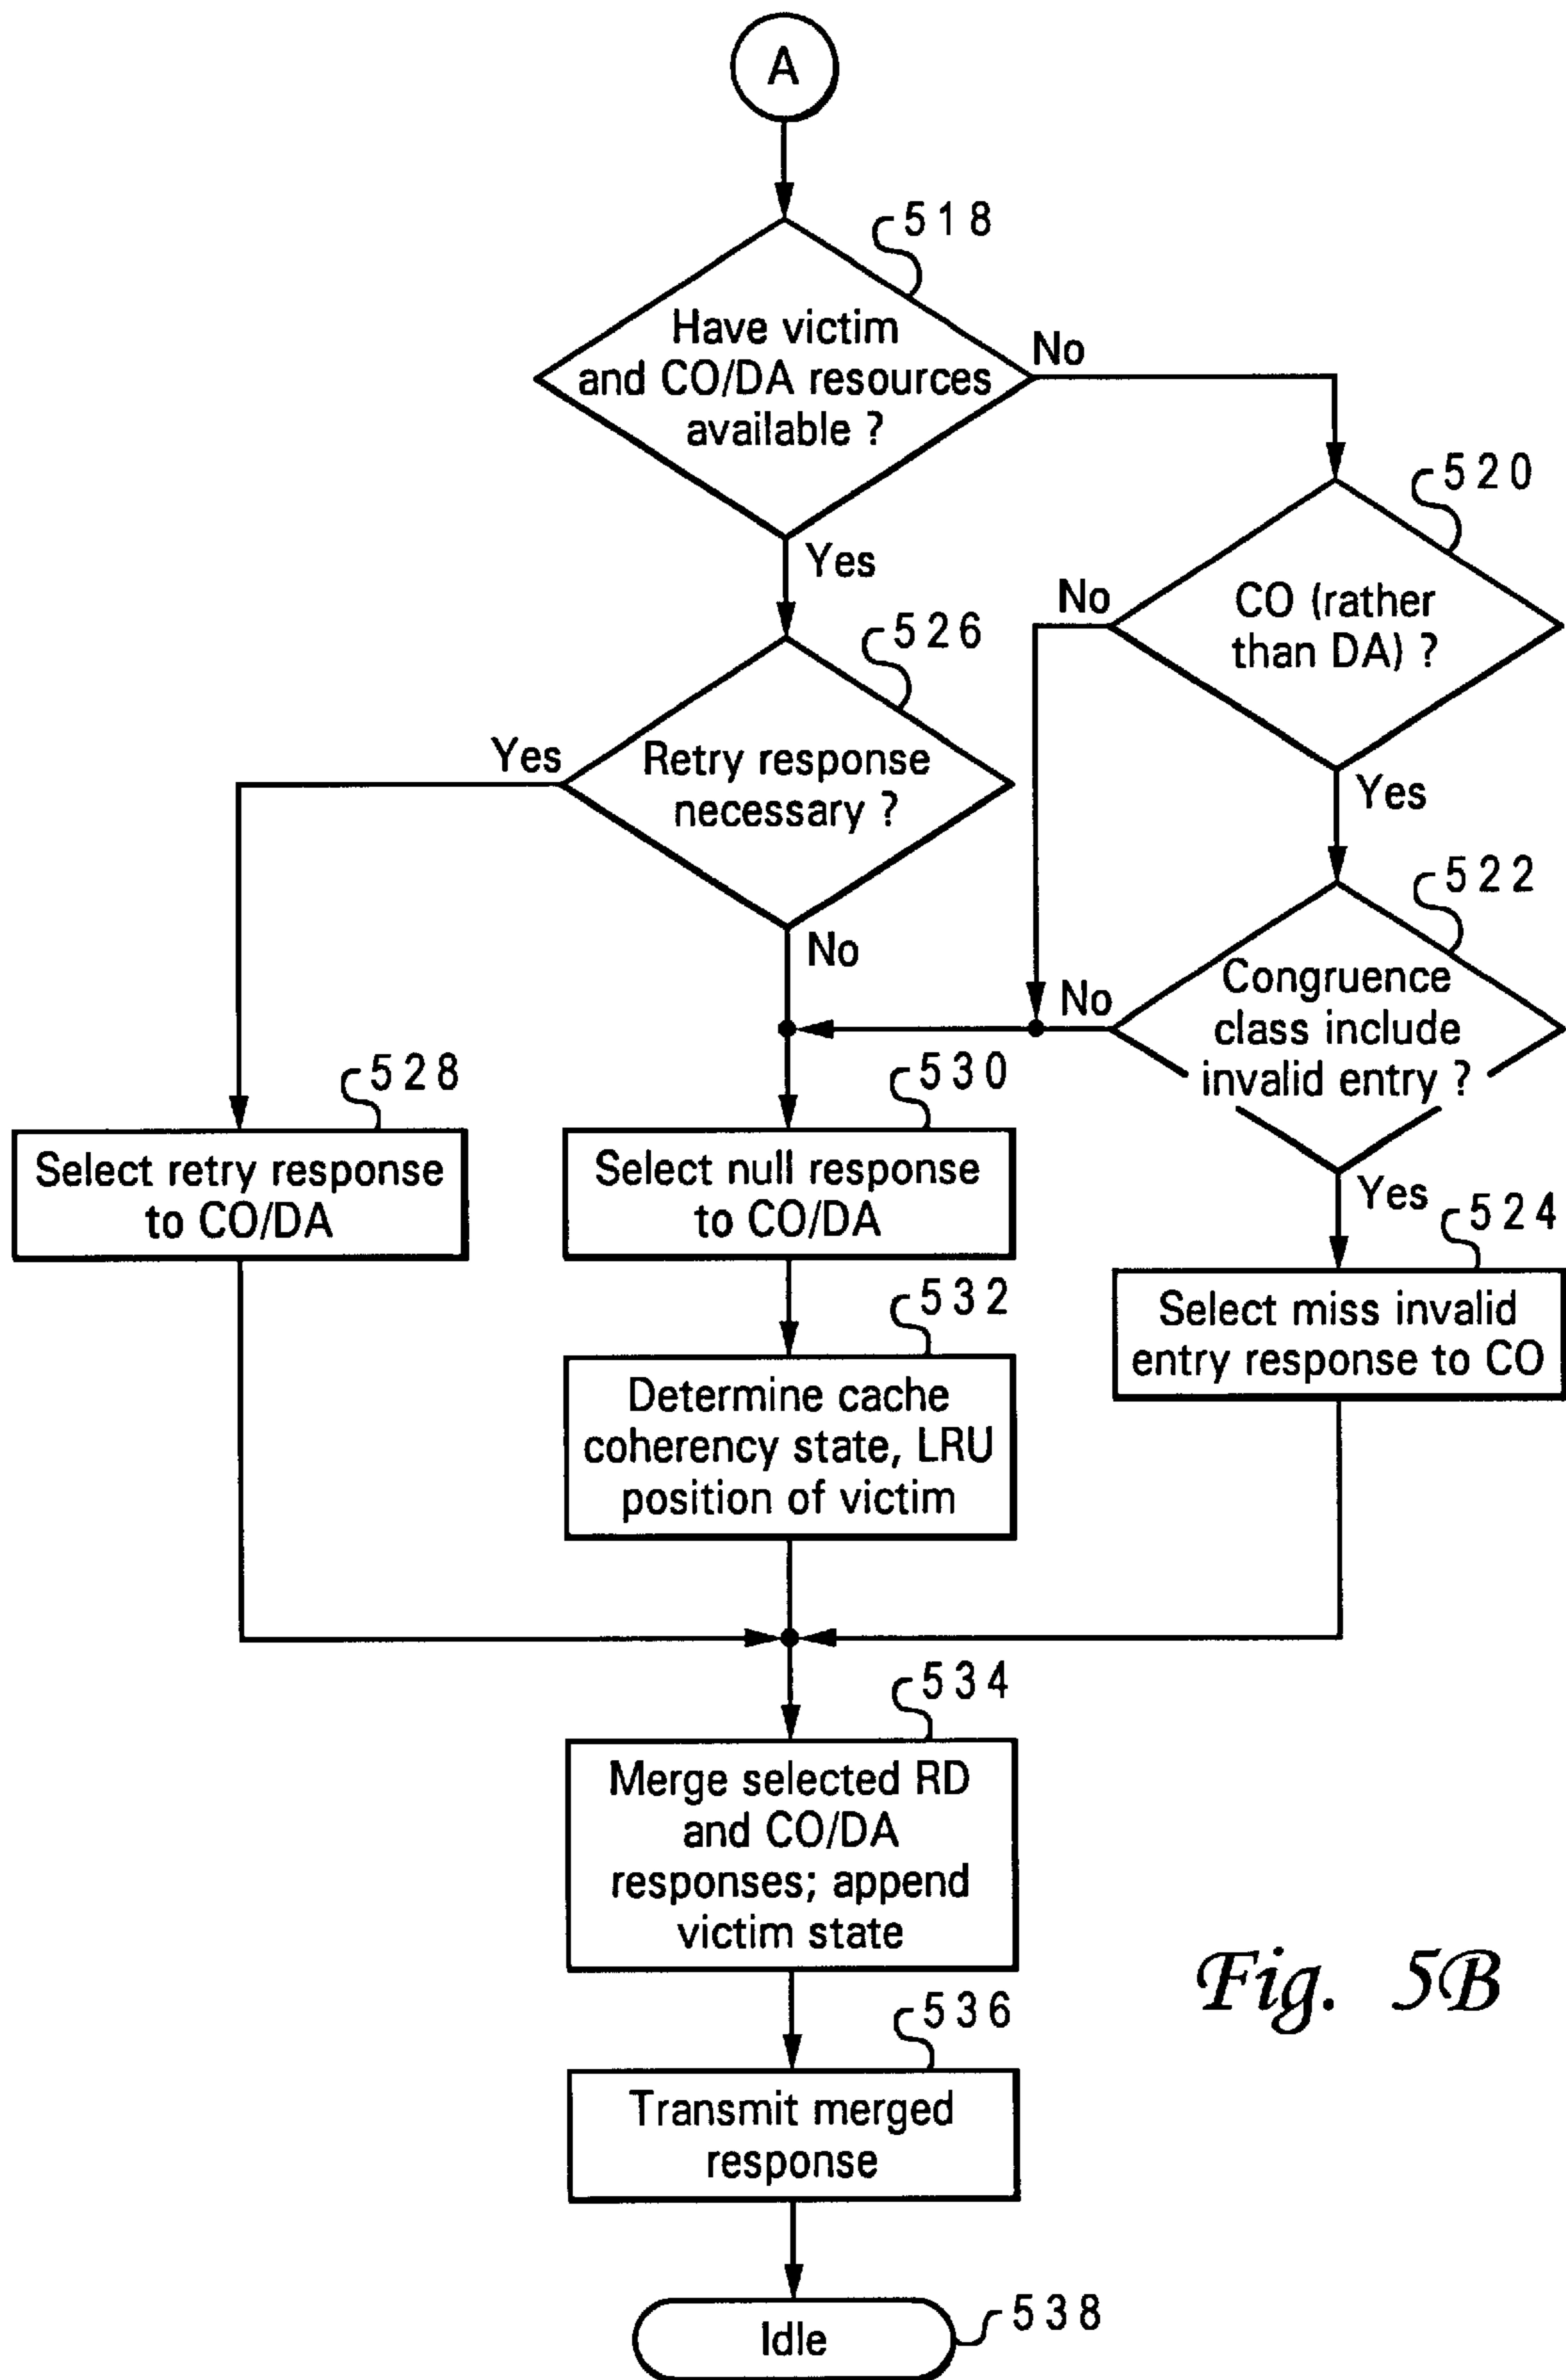 A
518
Have victim
and CO/DA resources
available ?
No
Yes
520
CO (rather
than DA) ?
No
Yes
526
Retry response
necessary ?
Yes
No
522
Congruence
class include
invalid entry ?
No
Yes
528
Select retry response
to CO/DA
530
Select null response
to CO/DA
524
Select miss invalid
entry response to CO
532
Determine cache
coherency state, LRU
position of victim
534
Merge selected RD
and CO/DA
responses; append
victim state
536
Transmit merged
response
Idle
538
Fig. 5B